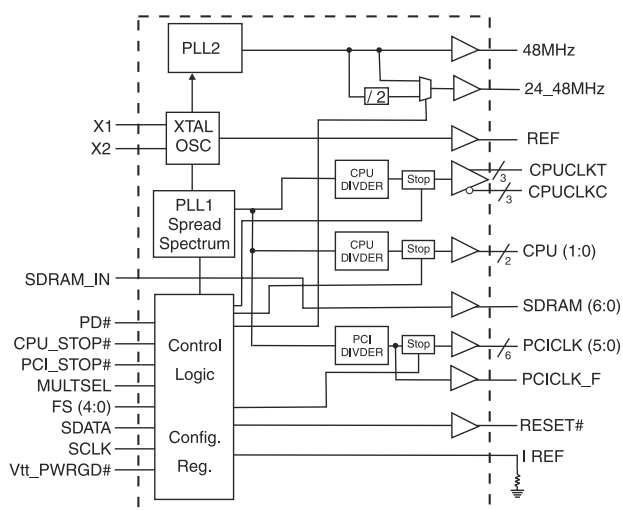 PLL2
48MHz
/ 2
24_48MHz
X1
X2
XTAL
OSC
REF
CPU
DIVDER
Stop
3
CPUCLKT
3
CPUCLKC
PLL1
Spread
Spectrum
CPU
DIVDER
Stop
2
CPU (1:0)
SDRAM_IN
SDRAM (6:0)
PD#
CPU_STOP#
PCI_STOP#
MULTSEL
FS (4:0)
SDATA
SCLK
Vtt_PWRGD#
Control
Logic
Config.
Reg.
PCI
DIVDER
Stop
6
PCICLK (5:0)
PCICLK_F
RESET#
I REF